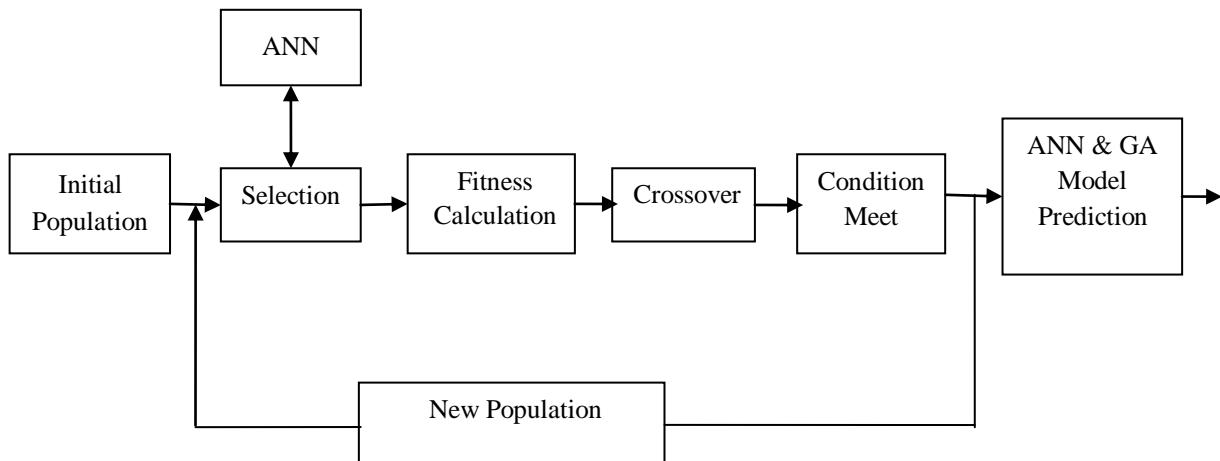 ANN
Initial
Population
Selection
Fitness
Calculation
Crossover
Condition
Meet
ANN & GA
Model
Prediction
New Population